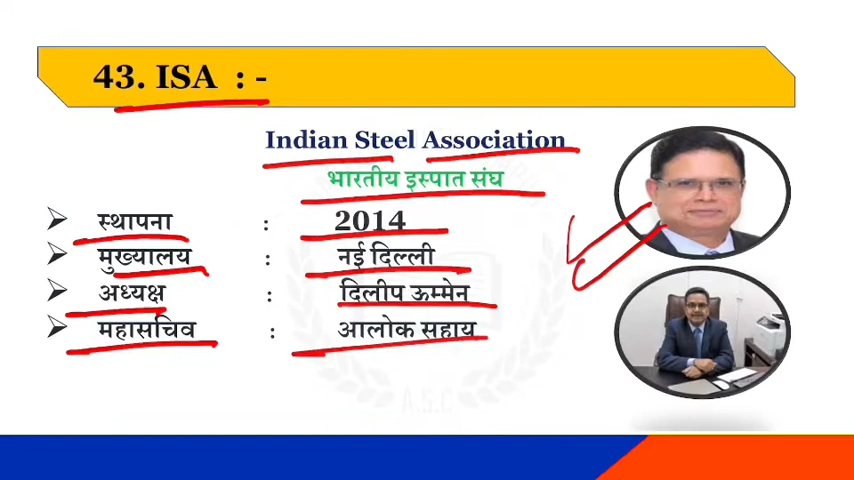 43. ISA : -
Indian Steel Association
भारतीय इस्पात संघ
स्थापना : 2014
मुख्यालय : नई दिल्ली
अध्यक्ष : दिलीप ऊम्मेन
महासचिव : आलोक सहाय
A.S.C